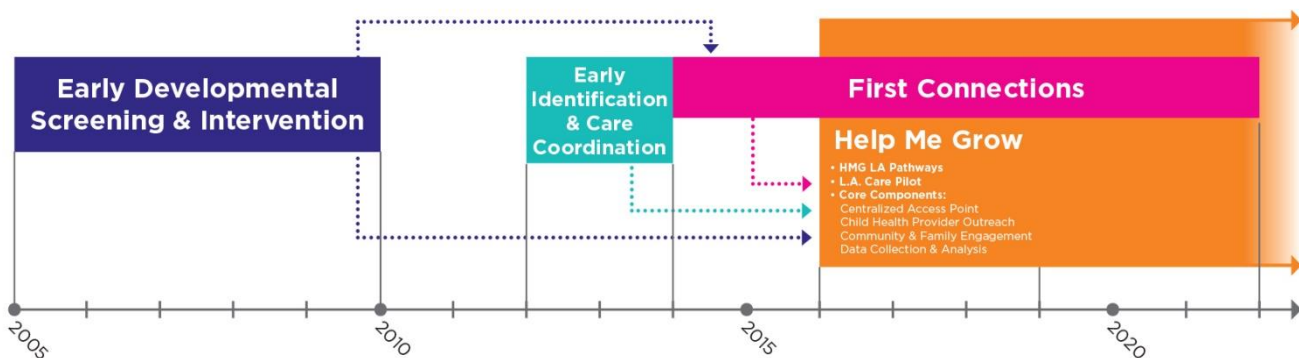 Early Developmental
Screening & Intervention
Early
Identification
& Care
Coordination
First Connections
Help Me Grow
• HMG LA Pathways
• L.A. Care Pilot
• Core Components:
Centralized Access Point
Child Health Provider Outreach
Community & Family Engagement
Data Collection & Analysis
2005
2010
2015
2020